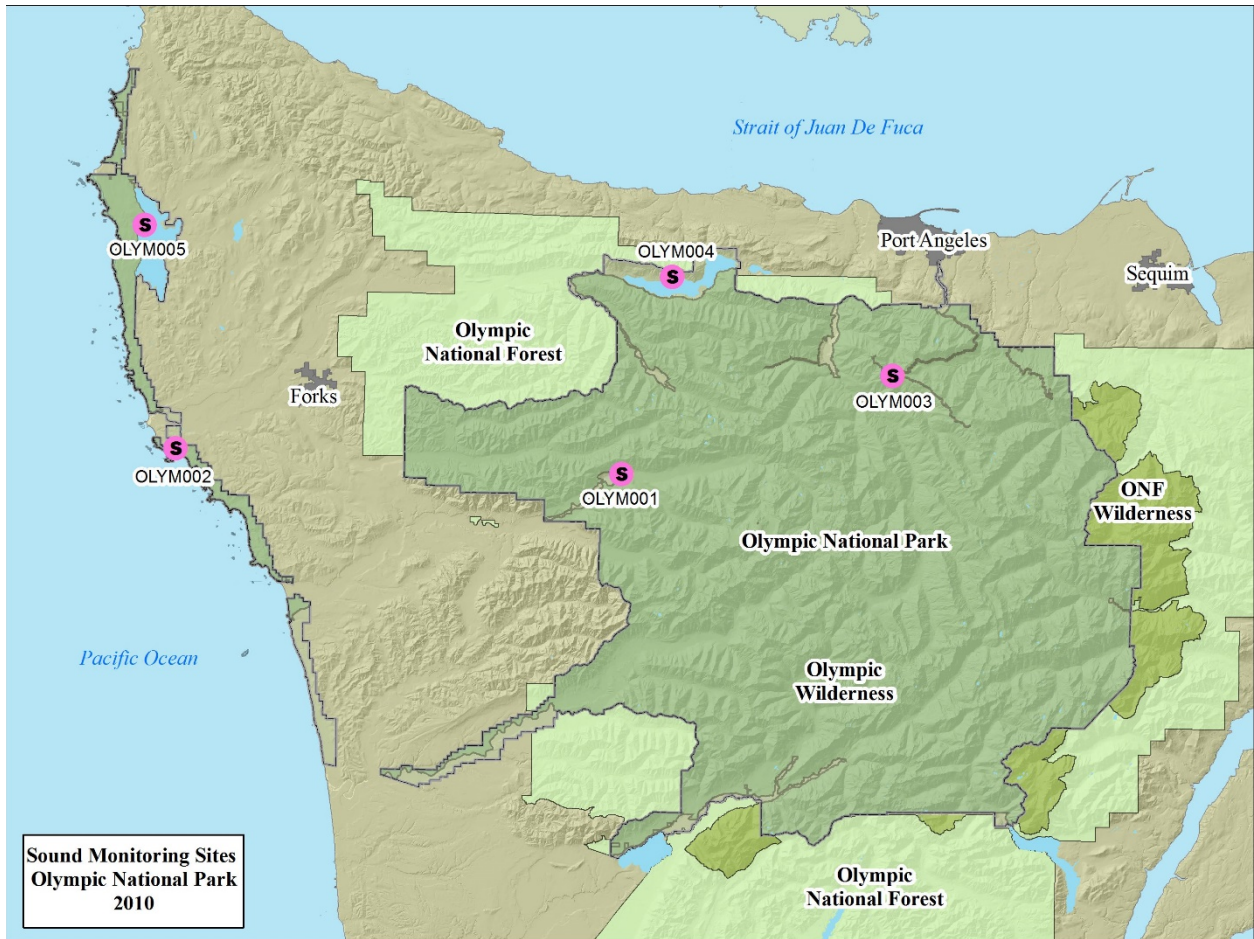 Strait of Juan De Fuca
S
OLYM005
OLYM004
S
Port Angeles
Sequim
Olympic
National Forest
Forks
S
OLYM003
S
OLYM002
S
OLYM001
ONF
Wilderness
Olympic National Park
Pacific Ocean
Olympic
Wilderness
Sound Monitoring Sites
Olympic National Park
2010
Olympic
National Forest